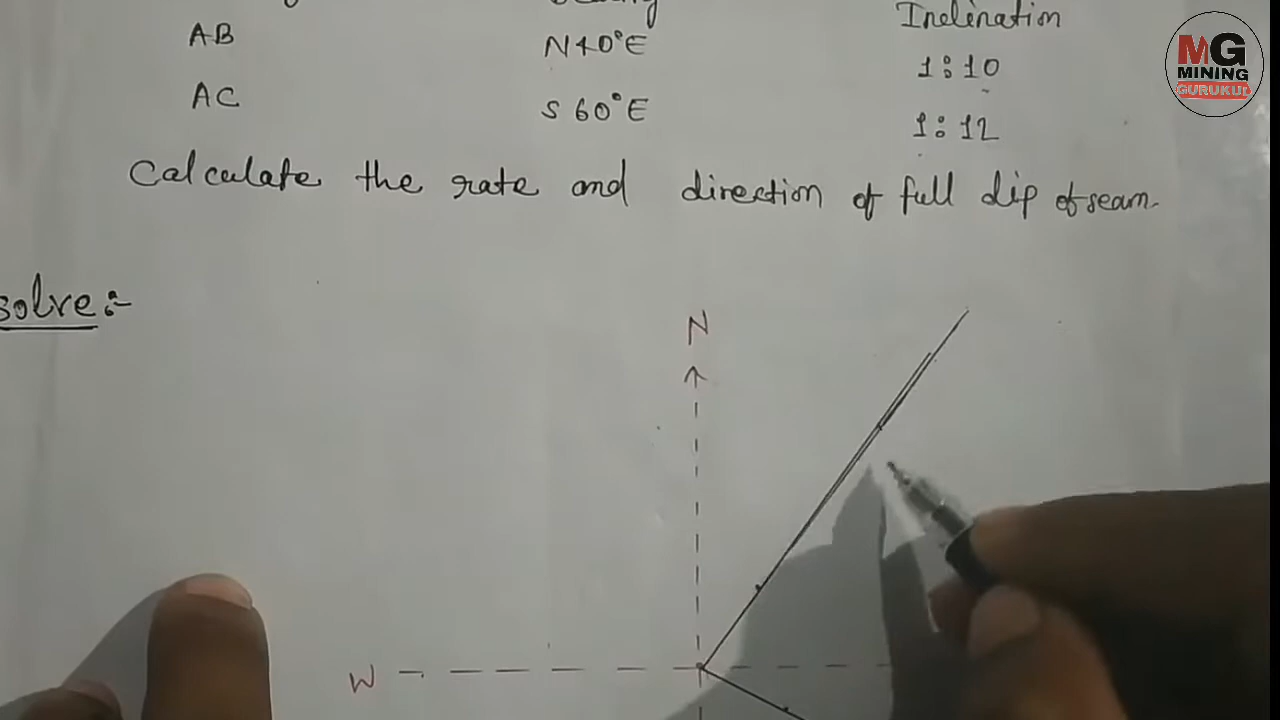 Inclination
AB N40°E 1:10
AC S 60°E 1:12
Calculate the rate and direction of full dip of seam.
solve:-
N
W
MG
MINING
GURUKUL